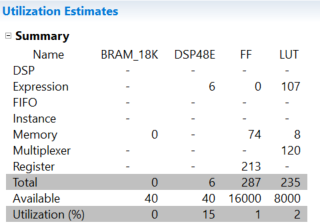 Utilization Estimates
Summary
Name BRAM_18K DSP48E FF LUT
DSP - - - -
Expression - 6 0 107
FIFO - - - -
Instance - - - -
Memory 0 - 74 8
Multiplexer - - - 120
Register - - 213 -
Total 0 6 287 235
Available 40 40 16000 8000
Utilization (%) 0 15 1 2